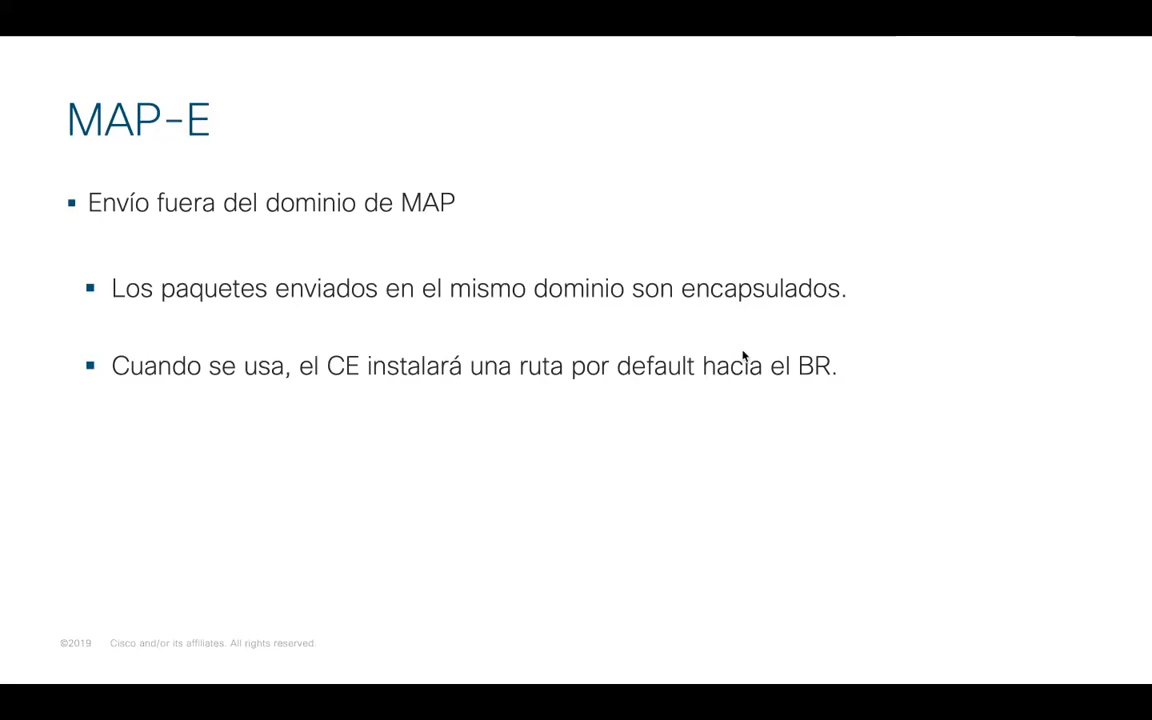 MAP-E
▪ Envío fuera del dominio de MAP
▪ Los paquetes enviados en el mismo dominio son encapsulados.
▪ Cuando se usa, el CE instalará una ruta por default hacia el BR.
©2019 Cisco and/or its affiliates. All rights reserved.